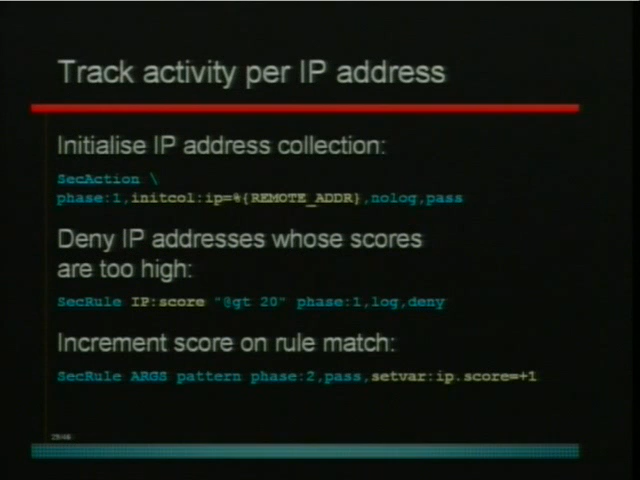 Track activity per IP address
Initialise IP address collection:
SecAction \
phase:1,initcol:ip=%{REMOTE_ADDR},nolog,pass
Deny IP addresses whose scores
are too high:
SecRule IP:score "@gt 20" phase:1,log,deny
Increment score on rule match:
SecRule ARGS pattern phase:2,pass,setvar:ip.score=+1